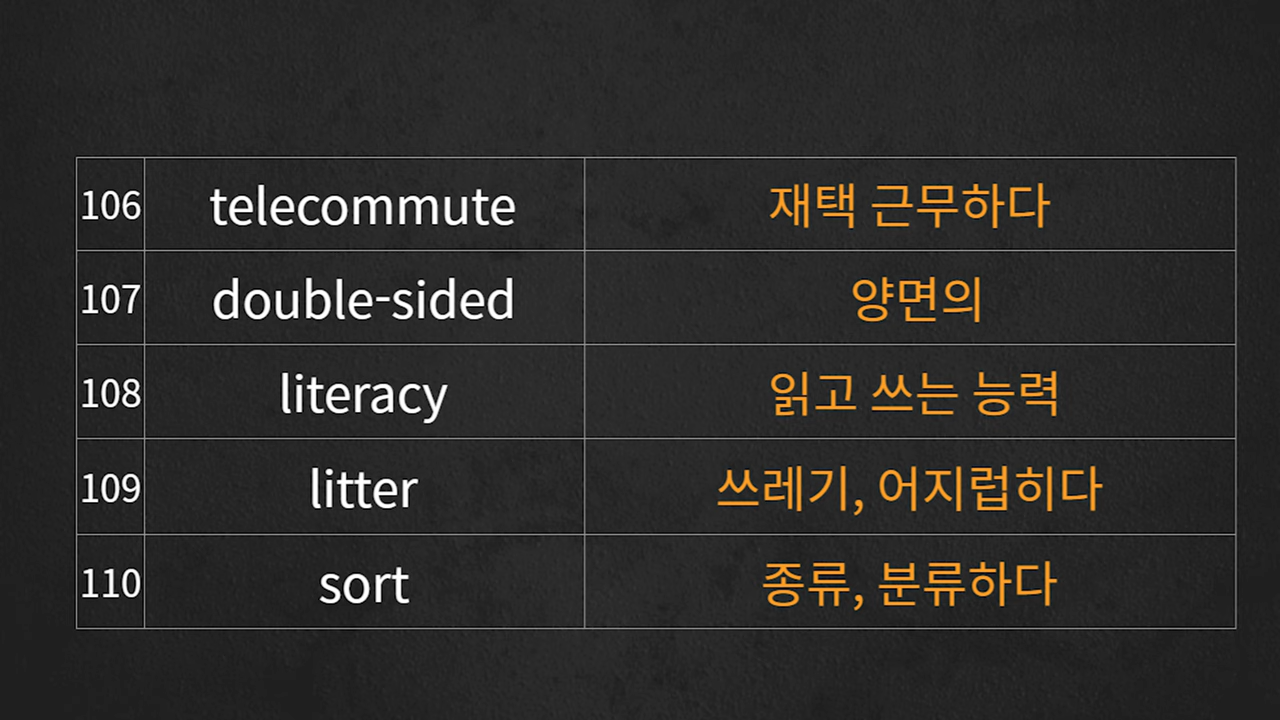 106 telecommute 재택 근무하다
107 double-sided 양면의
108 literacy 읽고 쓰는 능력
109 litter 쓰레기, 어지럽히다
110 sort 종류, 분류하다